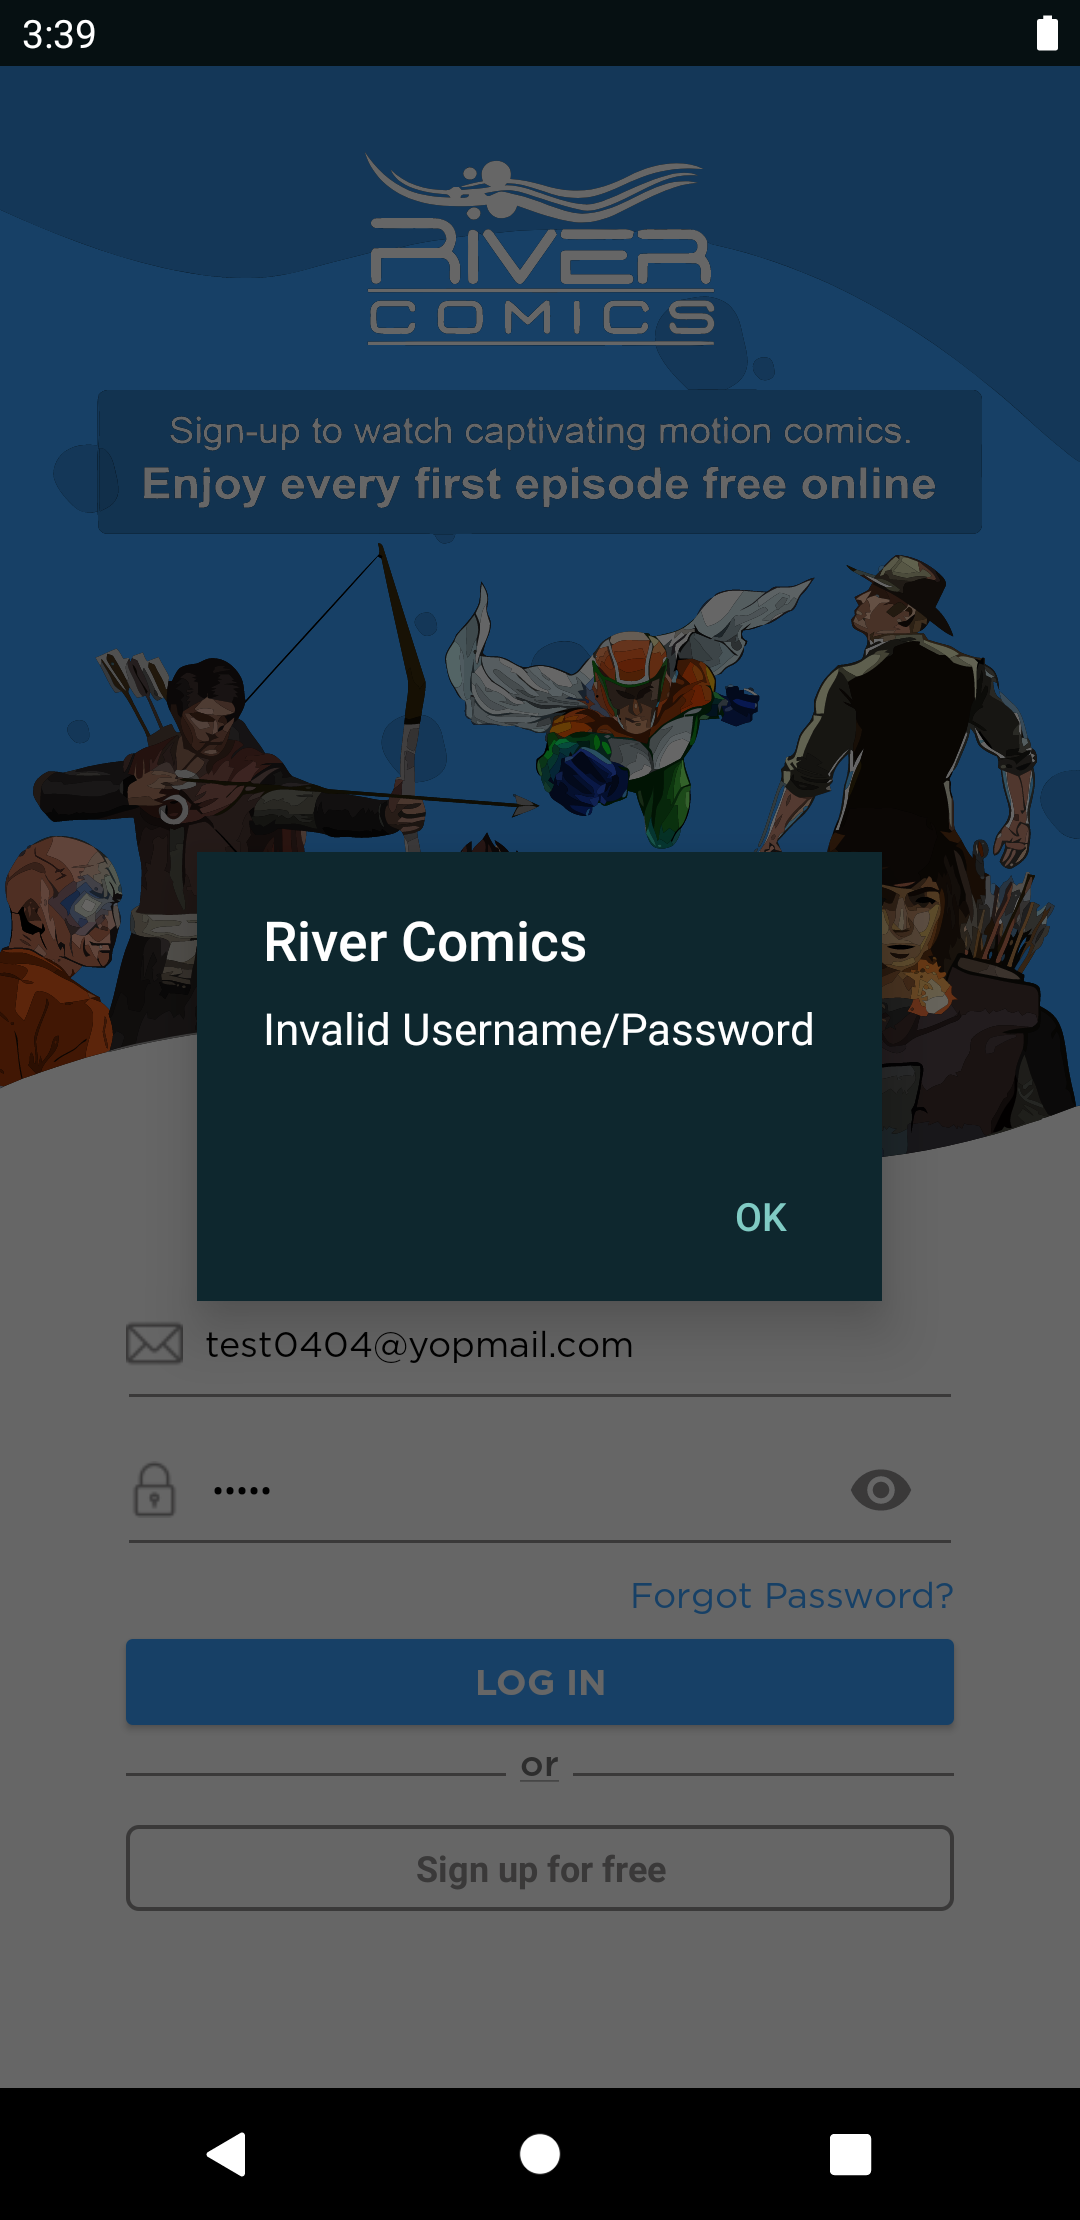 3:39
RIVER
COMICS
Sign-up to watch captivating motion comics.
Enjoy every first episode free online
River Comics
Invalid Username/Password
OK
test0404@yopmail.com
•••••
Forgot Password?
LOG IN
or
Sign up for free